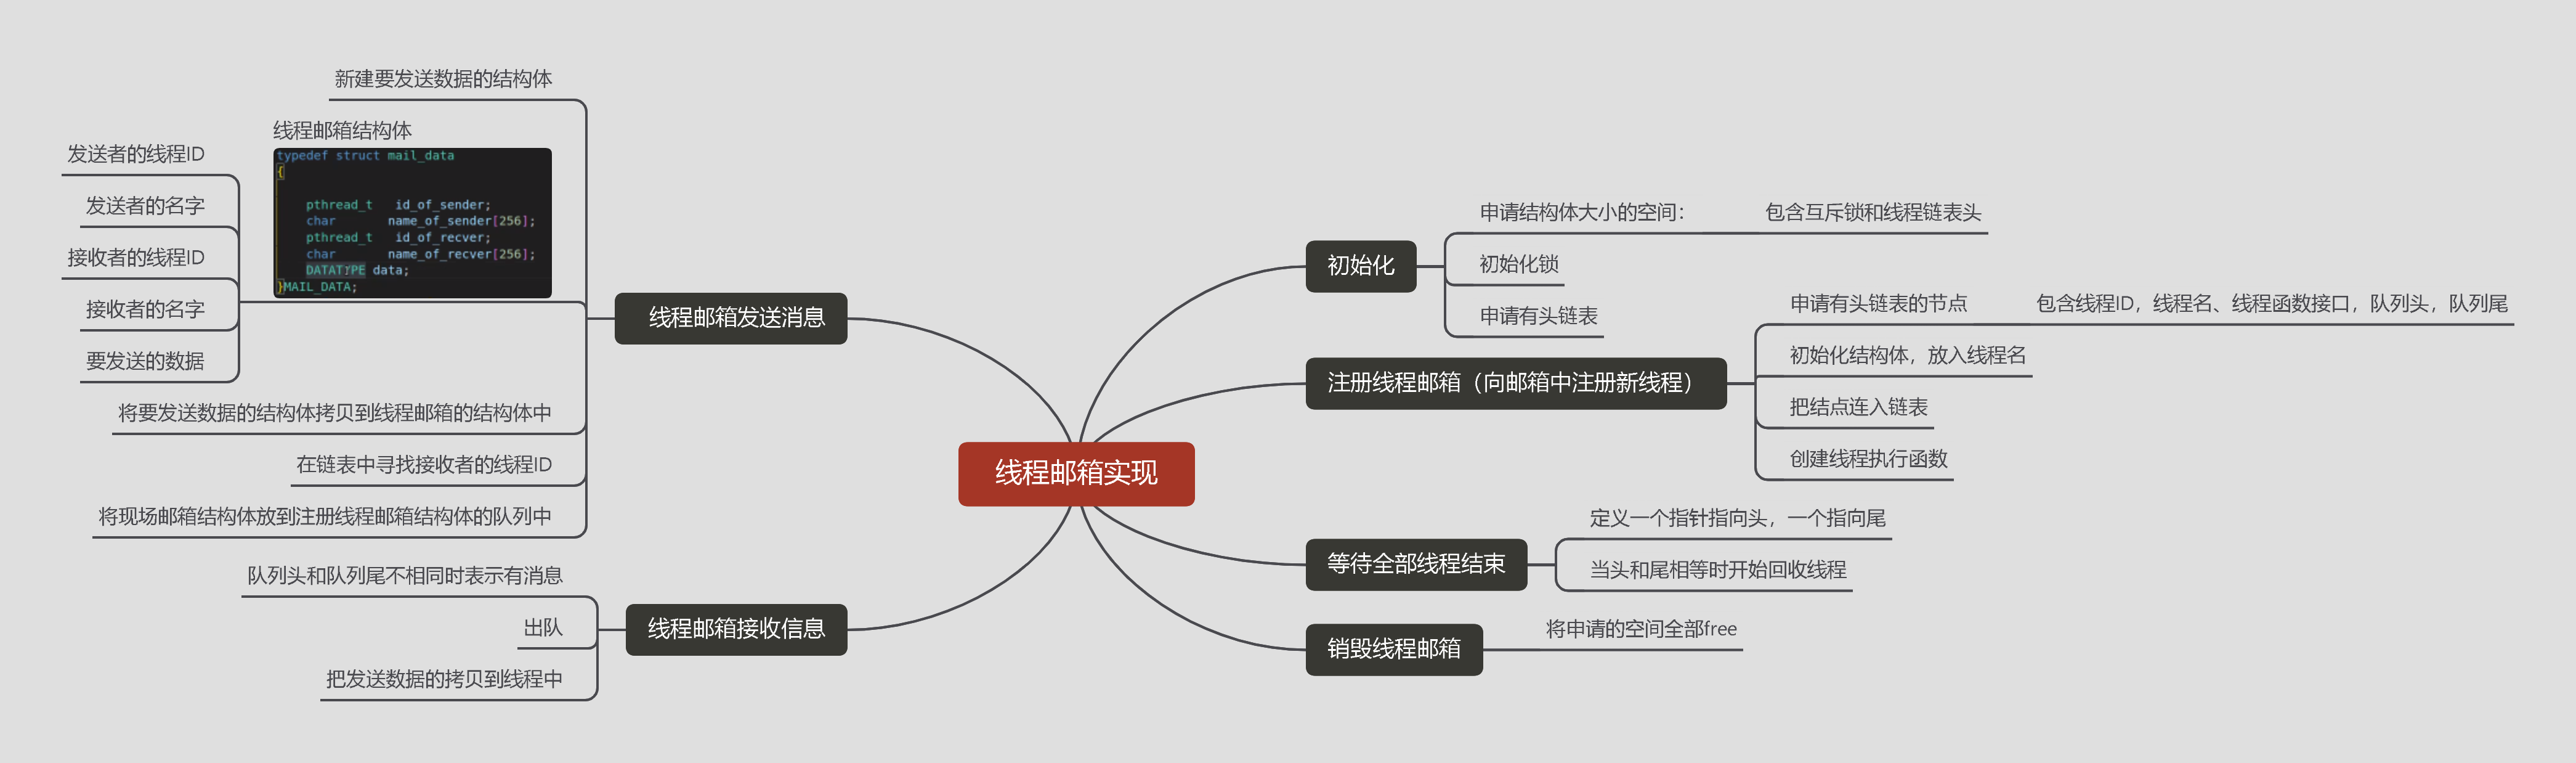 线程邮箱实现
初始化
申请结构体大小的空间：
包含互斥锁和线程链表头
初始化锁
申请有头链表
注册线程邮箱（向邮箱中注册新线程）
申请有头链表的节点
包含线程ID，线程名、线程函数接口，队列头，队列尾
初始化结构体，放入线程名
把结点连入链表
创建线程执行函数
等待全部线程结束
定义一个指针指向头，一个指向尾
当头和尾相等时开始回收线程
销毁线程邮箱
将申请的空间全部free
线程邮箱发送消息
新建要发送数据的结构体
线程邮箱结构体
typedef struct mail_data
{
pthread_t id_of_sender;
char name_of_sender[256];
pthread_t id_of_recver;
char name_of_recver[256];
DATATYPE data;
}MAIL_DATA;
发送者的线程ID
发送者的名字
接收者的线程ID
接收者的名字
要发送的数据
将要发送数据的结构体拷贝到线程邮箱的结构体中
在链表中寻找接收者的线程ID
将现场邮箱结构体放到注册线程邮箱结构体的队列中
线程邮箱接收信息
队列头和队列尾不相同时表示有消息
出队
把发送数据的拷贝到线程中